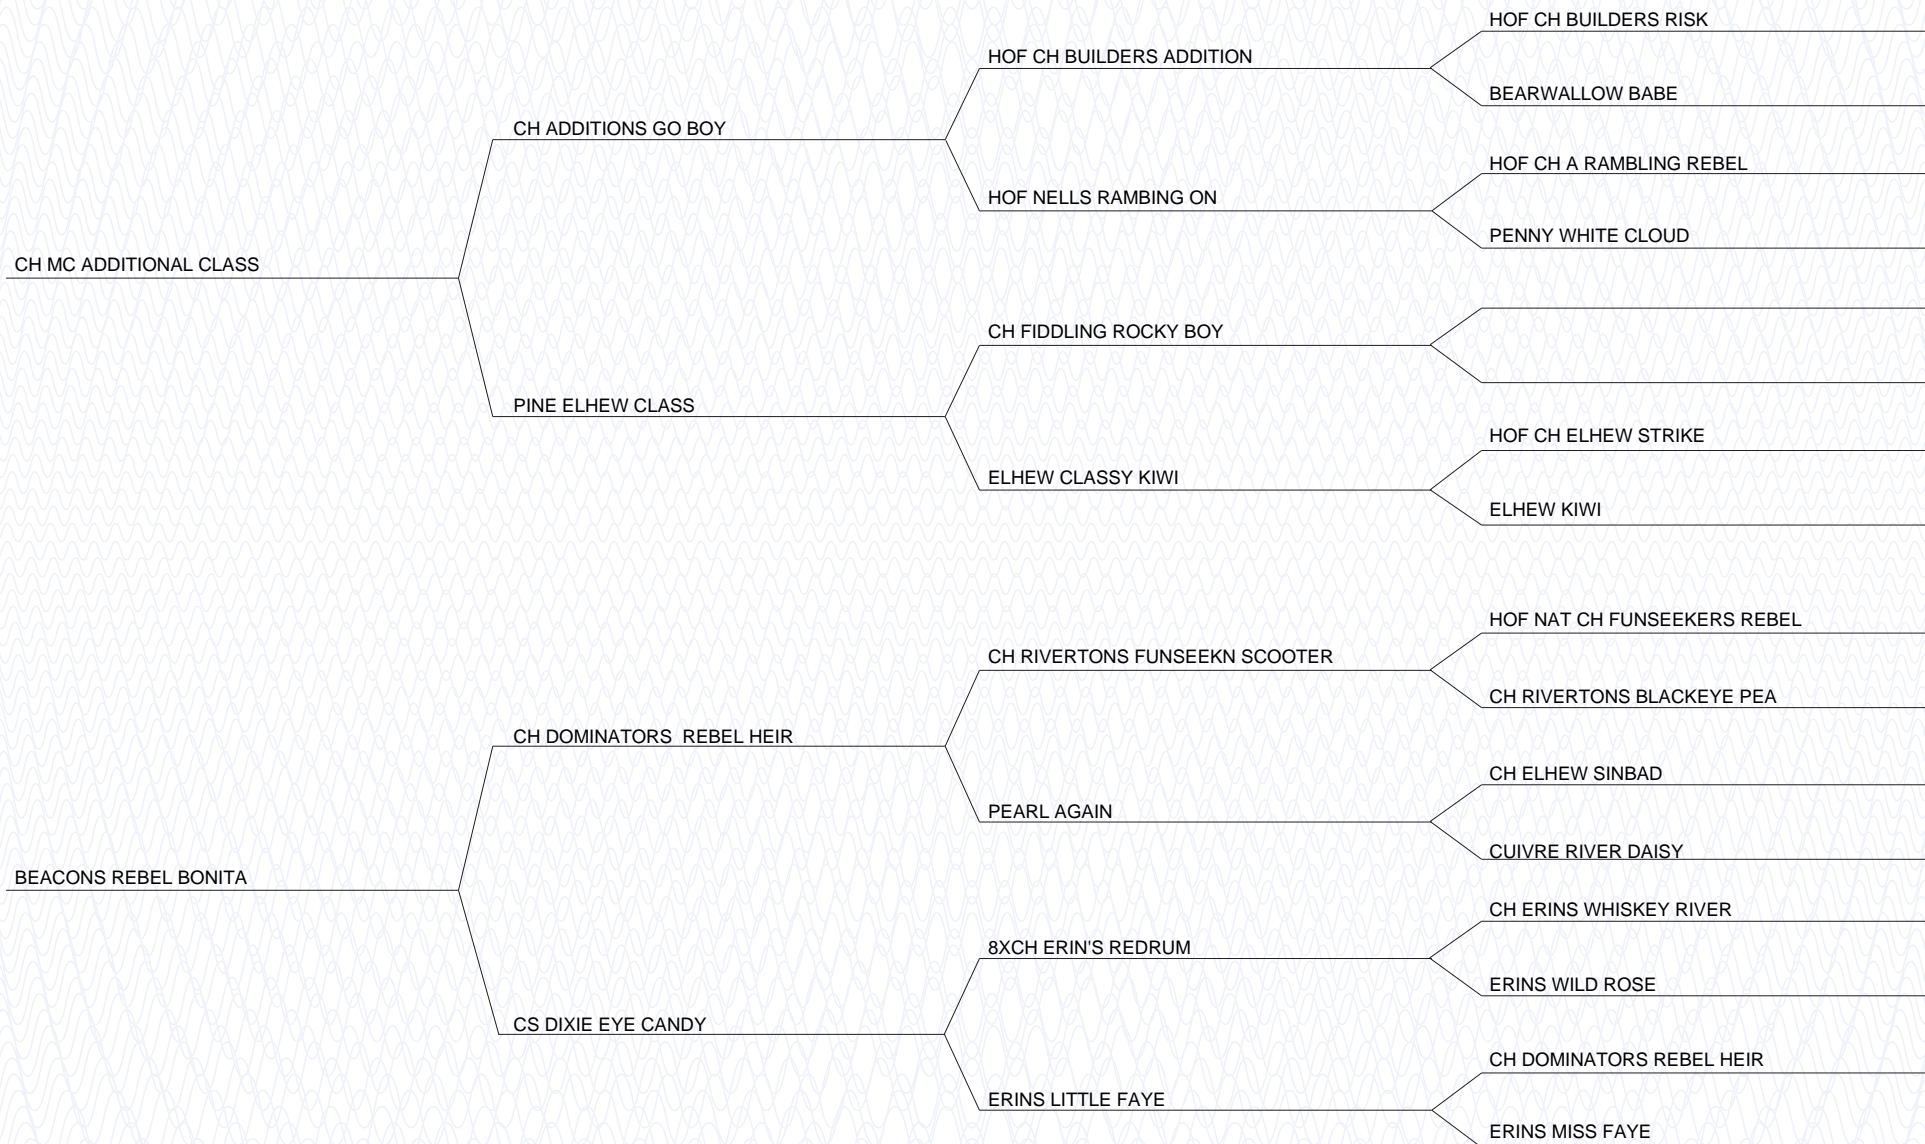 HOF CH BUILDERS RISK
HOF CH BUILDERS ADDITION
BEARWALLOW BABE
CH ADDITIONS GO BOY
HOF CH A RAMBLING REBEL
HOF NELLS RAMBING ON
PENNY WHITE CLOUD
CH MC ADDITIONAL CLASS
CH FIDDLING ROCKY BOY
PINE ELHEW CLASS
HOF CH ELHEW STRIKE
ELHEW CLASSY KIWI
ELHEW KIWI
HOF NAT CH FUNSEEKERS REBEL
CH RIVERTONS FUNSEEKN SCOOTER
CH RIVERTONS BLACKEYE PEA
CH DOMINATORS  REBEL HEIR
CH ELHEW SINBAD
PEARL AGAIN
CUIVRE RIVER DAISY
BEACONS REBEL BONITA
CH ERINS WHISKEY RIVER
8XCH ERIN'S REDRUM
ERINS WILD ROSE
CS DIXIE EYE CANDY
CH DOMINATORS REBEL HEIR
ERINS LITTLE FAYE
ERINS MISS FAYE